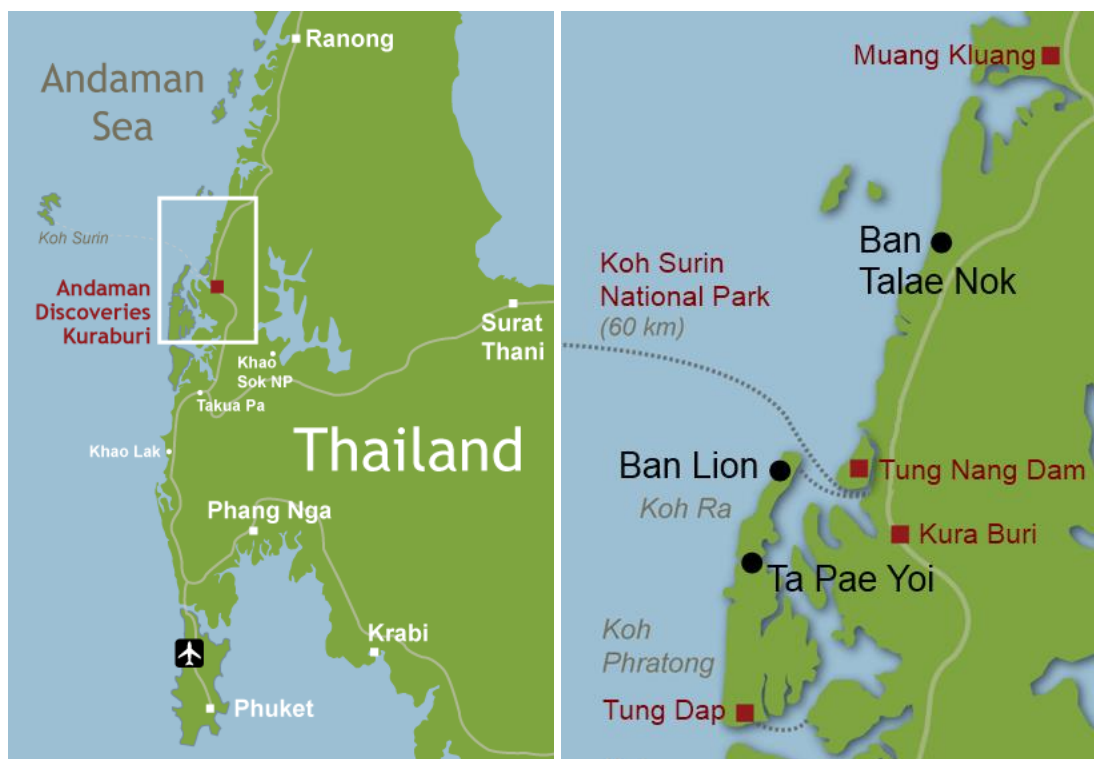 Ranong
Andaman
Sea
Koh Surin
Andaman
Discoveries
Kuraburi
Surat
Thani
Khao
Sok NP
Takua Pa
Thailand
Khao Lak
Phang Nga
Krabi
Phuket
Muang Kluang
Ban
Talae Nok
Koh Surin
National Park
(60 km)
Ban Lion
Tung Nang Dam
Koh Ra
Kura Buri
Ta Pae Yoi
Koh
Phratong
Tung Dap